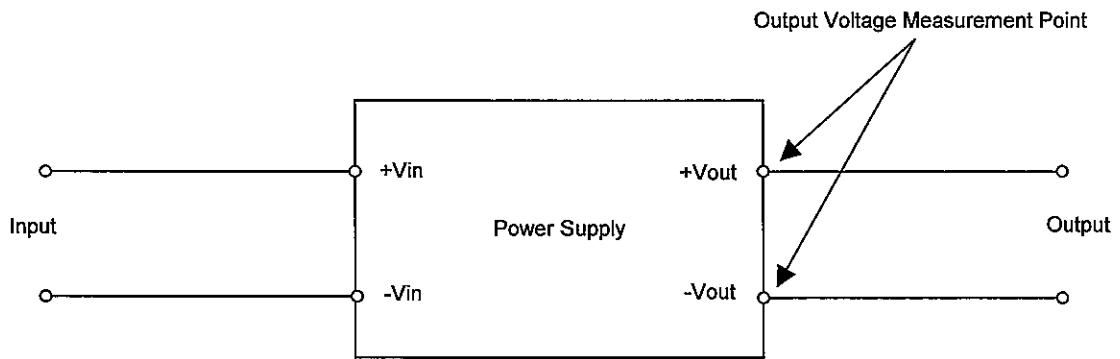 Output Voltage Measurement Point
+Vin
+Vout
Input
Power Supply
Output
-Vin
-Vout